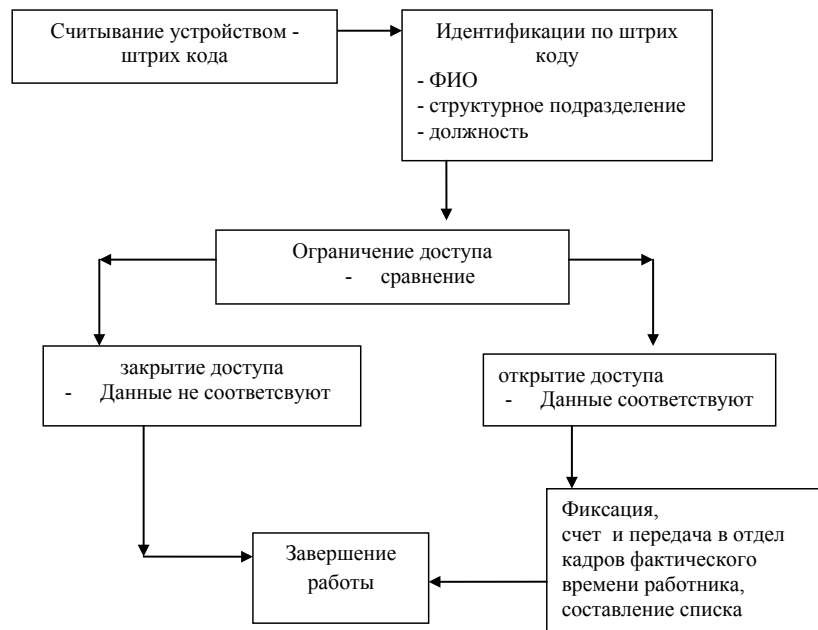 Считывание устройством -
штрих кода
Идентификации по штрих
коду
- ФИО
- структурное подразделение
- должность
Ограничение доступа
- сравнение
закрытие доступа
- Данные не соответсвуют
открытие доступа
- Данные соответствуют
Фиксация,
счет и передача в отдел
кадров фактического
времени работника,
составление списка
Завершение
работы